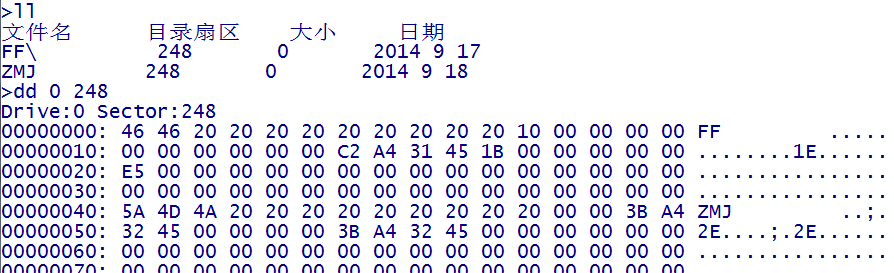 >ll
文件名 目录扇区 大小 日期
FF\ 248 0 2014 9 17
ZMJ 248 0 2014 9 18
>dd 0 248
Drive:0 Sector:248
00000000: 46 46 20 20 20 20 20 20 20 20 20 10 00 00 00 00 FF .....
00000010: 00 00 00 00 00 00 C2 A4 31 45 1B 00 00 00 00 00 ........1E......
00000020: E5 00 00 00 00 00 00 00 00 00 00 00 00 00 00 00 ................
00000030: 00 00 00 00 00 00 00 00 00 00 00 00 00 00 00 00 ................
00000040: 5A 4D 4A 20 20 20 20 20 20 20 20 20 00 00 3B A4 ZMJ ..;.
00000050: 32 45 00 00 00 00 3B A4 32 45 00 00 00 00 00 00 2E....;.2E......
00000060: 00 00 00 00 00 00 00 00 00 00 00 00 00 00 00 00 ................
00000070: 00 00 00 00 00 00 00 00 00 00 00 00 00 00 00 00